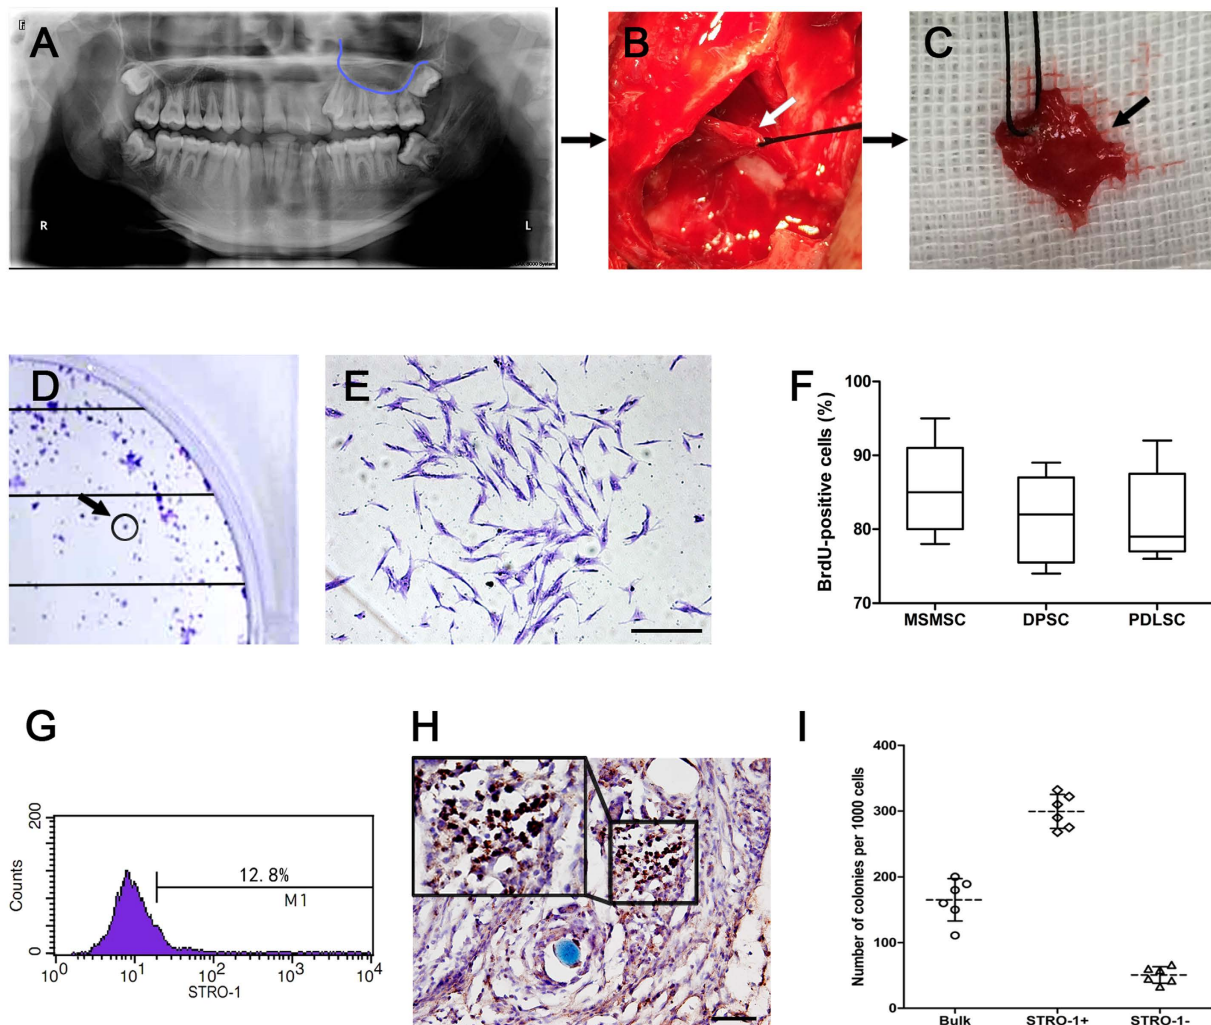 A
B
C
R
L
D
E
F
BrdU-positive cells (%)
100
90
80
70
MSMSC
DPSC
PDLSC
G
Counts
200
0
12.8%
M1
10^0
10^1
10^2
10^3
10^4
STRO-1
H
I
Number of colonies per 1000 cells
400
300
200
100
0
Bulk
STRO-1+
STRO-1-